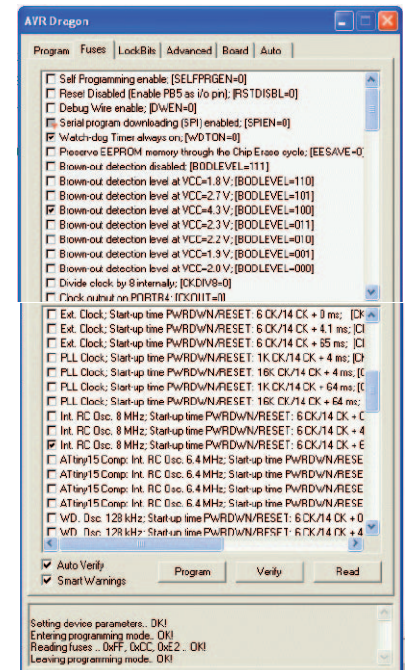 AVR Dragon
Program Fuses LockBits Advanced Board Auto
Self Programming enable; [SELFPRGEN=0]
Reset Disabled (Enable PB5 as i/o pin); [RSTDISBL=0]
Debug Wire enable; [DWEN=0]
Serial program downloading (SPI) enabled; [SPIEN=0]
Watch-dog Timer always on; [WDTON=0]
Preserve EEPROM memory through the Chip Erase cycle; [EESAVE=0]
Brown-out detection disabled; [BODLEVEL=111]
Brown-out detection level at VCC=1.8 V; [BODLEVEL=110]
Brown-out detection level at VCC=2.7 V; [BODLEVEL=101]
Brown-out detection level at VCC=4.3 V; [BODLEVEL=100]
Brown-out detection level at VCC=2.3 V; [BODLEVEL=011]
Brown-out detection level at VCC=2.2 V; [BODLEVEL=010]
Brown-out detection level at VCC=1.9 V; [BODLEVEL=001]
Brown-out detection level at VCC=2.0 V; [BODLEVEL=000]
Divide clock by 8 internally; [CKDIV8=0]
Clock output on PORTB4; [CKOUT=0]
Ext. Clock; Start-up time PWRDWN/RESET: 6 CK/14 CK + 0 ms; [CK
Ext. Clock; Start-up time PWRDWN/RESET: 6 CK/14 CK + 4.1 ms; [CK
Ext. Clock; Start-up time PWRDWN/RESET: 6 CK/14 CK + 65 ms; [CK
PLL Clock; Start-up time PWRDWN/RESET: 1K CK/14 CK + 4 ms; [CK
PLL Clock; Start-up time PWRDWN/RESET: 16K CK/14 CK + 4 ms; [C
PLL Clock; Start-up time PWRDWN/RESET: 1K CK/14 CK + 64 ms; [C
PLL Clock; Start-up time PWRDWN/RESET: 16K CK/14 CK + 64 ms;
Int. RC Osc. 8 MHz; Start-up time PWRDWN/RESET: 6 CK/14 CK + 0
Int. RC Osc. 8 MHz; Start-up time PWRDWN/RESET: 6 CK/14 CK + 4
Int. RC Osc. 8 MHz; Start-up time PWRDWN/RESET: 6 CK/14 CK + 6
ATtiny15 Comp: Int. RC Osc. 6.4 MHz; Start-up time PWRDWN/RESE
ATtiny15 Comp: Int. RC Osc. 6.4 MHz; Start-up time PWRDWN/RESE
ATtiny15 Comp: Int. RC Osc. 6.4 MHz; Start-up time PWRDWN/RESE
ATtiny15 Comp: Int. RC Osc. 6.4 MHz; Start-up time PWRDWN/RESE
WD. Osc. 128 kHz; Start-up time PWRDWN/RESET: 6 CK/14 CK + 0
WD. Osc. 128 kHz; Start-up time PWRDWN/RESET: 6 CK/14 CK + 4
Auto Verify
Smart Warnings
Program Verify Read
Setting device parameters.. OK!
Entering programming mode.. OK!
Reading fuses .. 0xFF, 0xCC, 0xE2 .. OK!
Leaving programming mode.. OK!